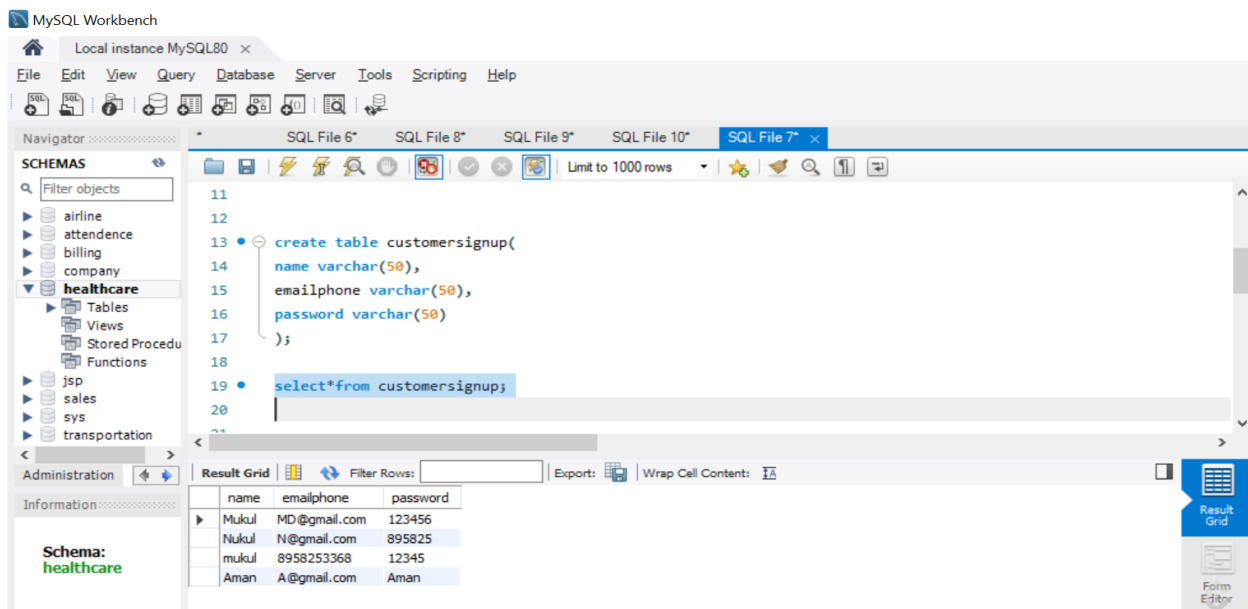 MySQL Workbench
Local instance MySQL80
File Edit View Query Database Server Tools Scripting Help
Navigator
SCHEMAS
Filter objects
airline
attendence
billing
company
healthcare
Tables
Views
Stored Procedu
Functions
jsp
sales
sys
transportation
Administration
Information
Schema:
healthcare
* SQL File 6* SQL File 8* SQL File 9* SQL File 10* SQL File 7*
Limit to 1000 rows
11
12
13 create table customersignup(
14 name varchar(50),
15 emailphone varchar(50),
16 password varchar(50)
17 );
18
19 select*from customersignup;
20
Result Grid Filter Rows: Export: Wrap Cell Content:
name emailphone password
Mukul MD@gmail.com 123456
Nukul N@gmail.com 895825
mukul 8958253368 12345
Aman A@gmail.com Aman
Result
Grid
Form
Editor